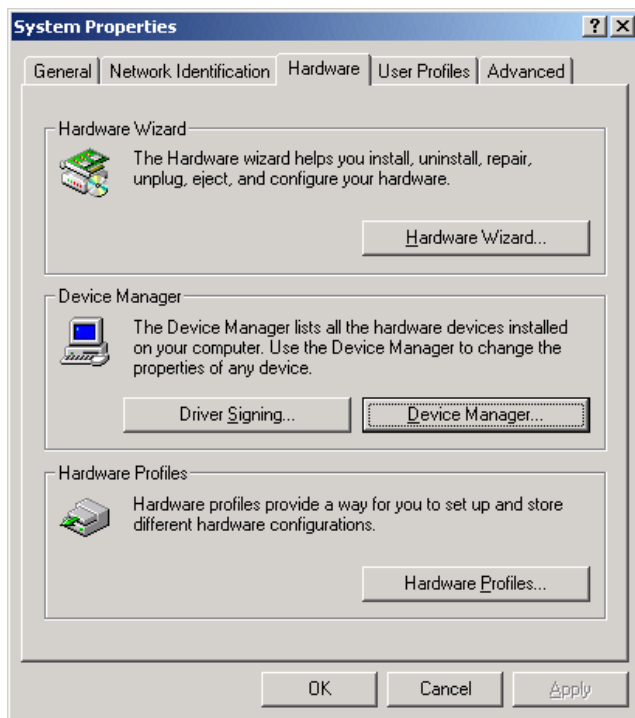 System Properties
? X
General Network Identification Hardware User Profiles Advanced
Hardware Wizard
The Hardware wizard helps you install, uninstall, repair,
unplug, eject, and configure your hardware.
Hardware Wizard...
Device Manager
The Device Manager lists all the hardware devices installed
on your computer. Use the Device Manager to change the
properties of any device.
Driver Signing... Device Manager...
Hardware Profiles
Hardware profiles provide a way for you to set up and store
different hardware configurations.
Hardware Profiles...
OK Cancel Apply